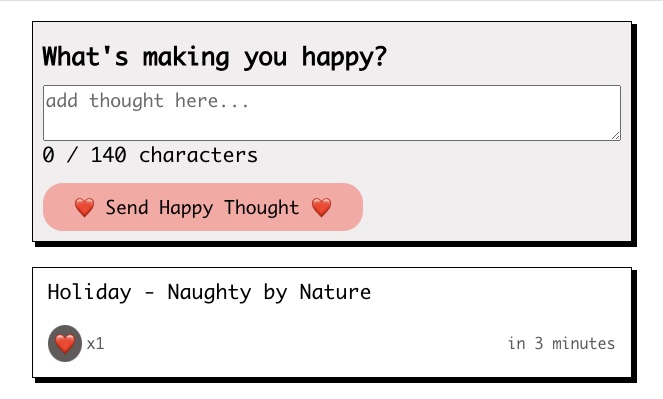 What's making you happy?
add thought here...
0 / 140 characters
❤️ Send Happy Thought ❤️
Holiday - Naughty by Nature
❤️ x1
in 3 minutes